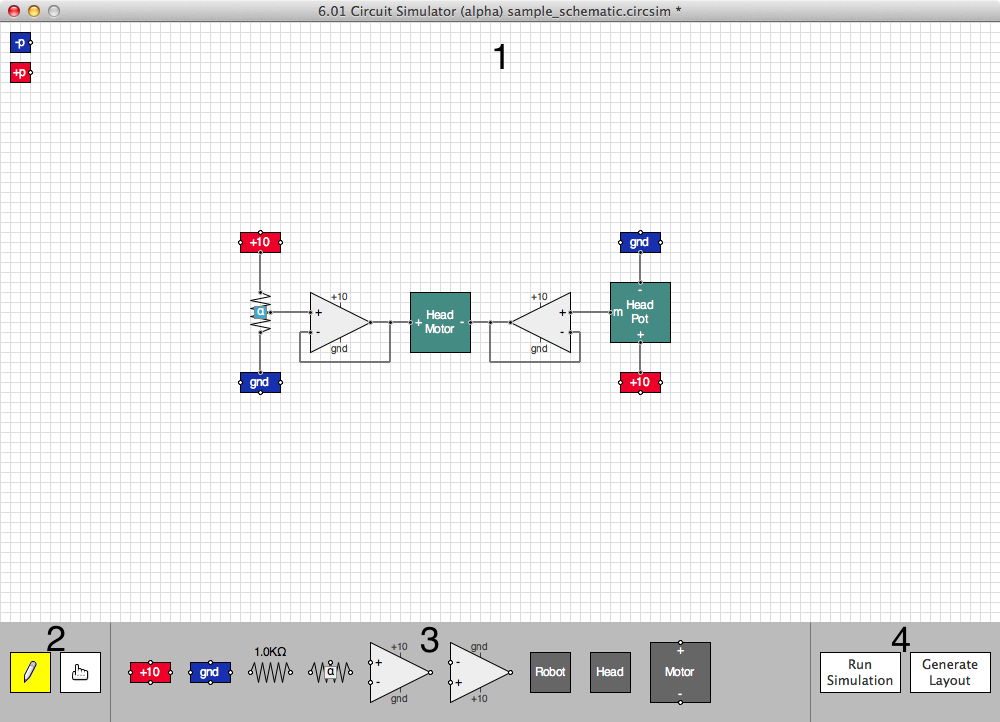 6.01 Circuit Simulator (alpha) sample_schematic.circsim *
-p
+p
1
+10
gnd
+10
+10
α
+
-
gnd
+
Head
Motor
-
+
-
gnd
-
m
Head
Pot
+
gnd
+10
2
3
4
+10
gnd
1.0KΩ
α
+10
+
-
gnd
gnd
-
+
+10
Robot
Head
+
Motor
-
Run
Simulation
Generate
Layout